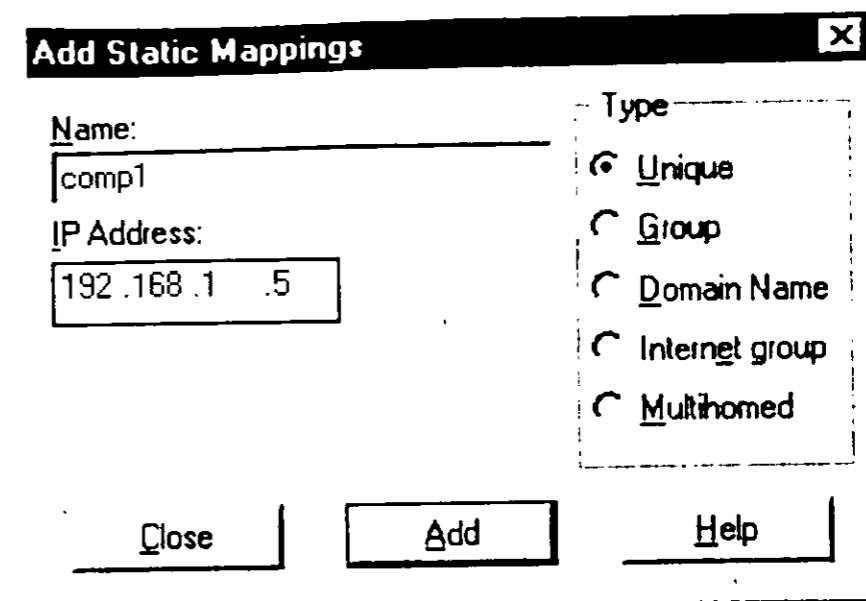 Add Static Mappings
Name:
comp1
IP Address:
192 .168 .1 .5
Type
Unique
Group
Domain Name
Internet group
Multihomed
Close
Add
Help